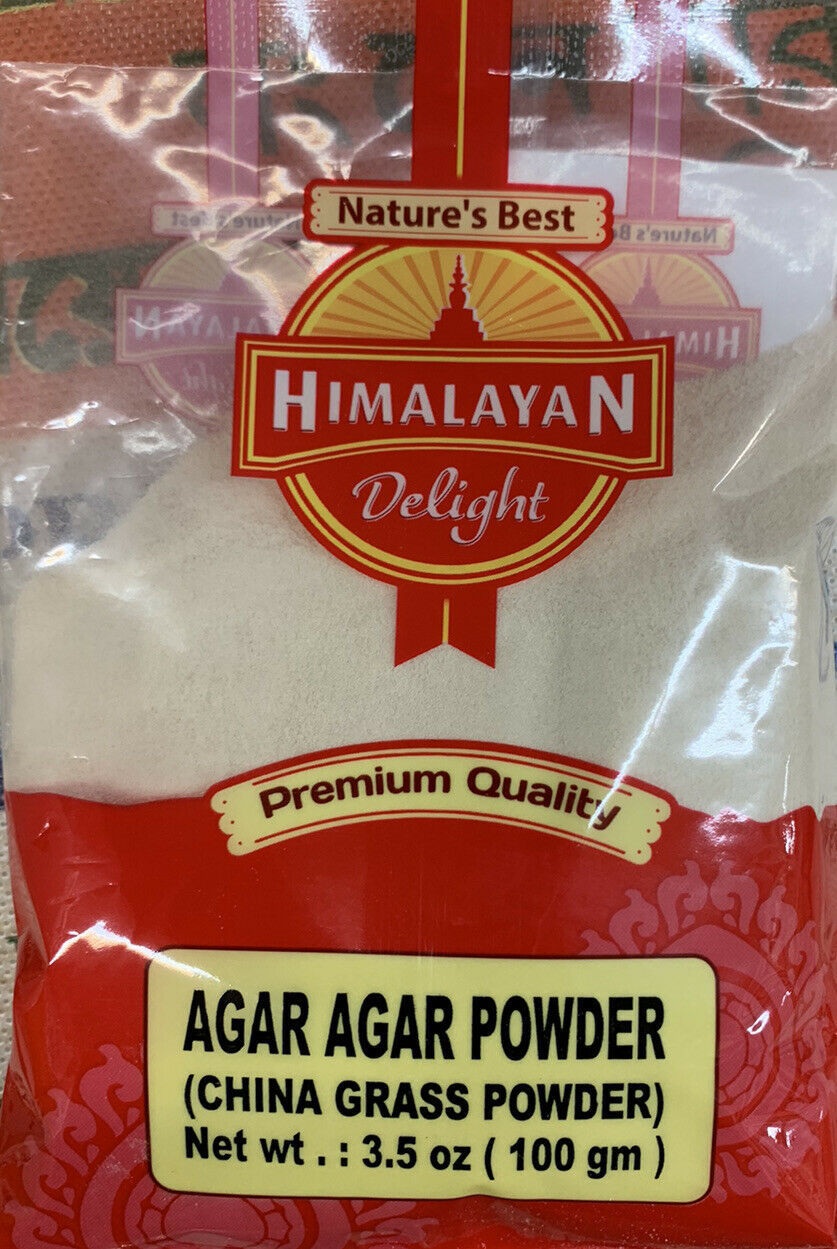 Nature's Best
HIMALAYAN
Delight
Premium Quality
AGAR AGAR POWDER
(CHINA GRASS POWDER)
Net wt . : 3.5 oz ( 100 gm )